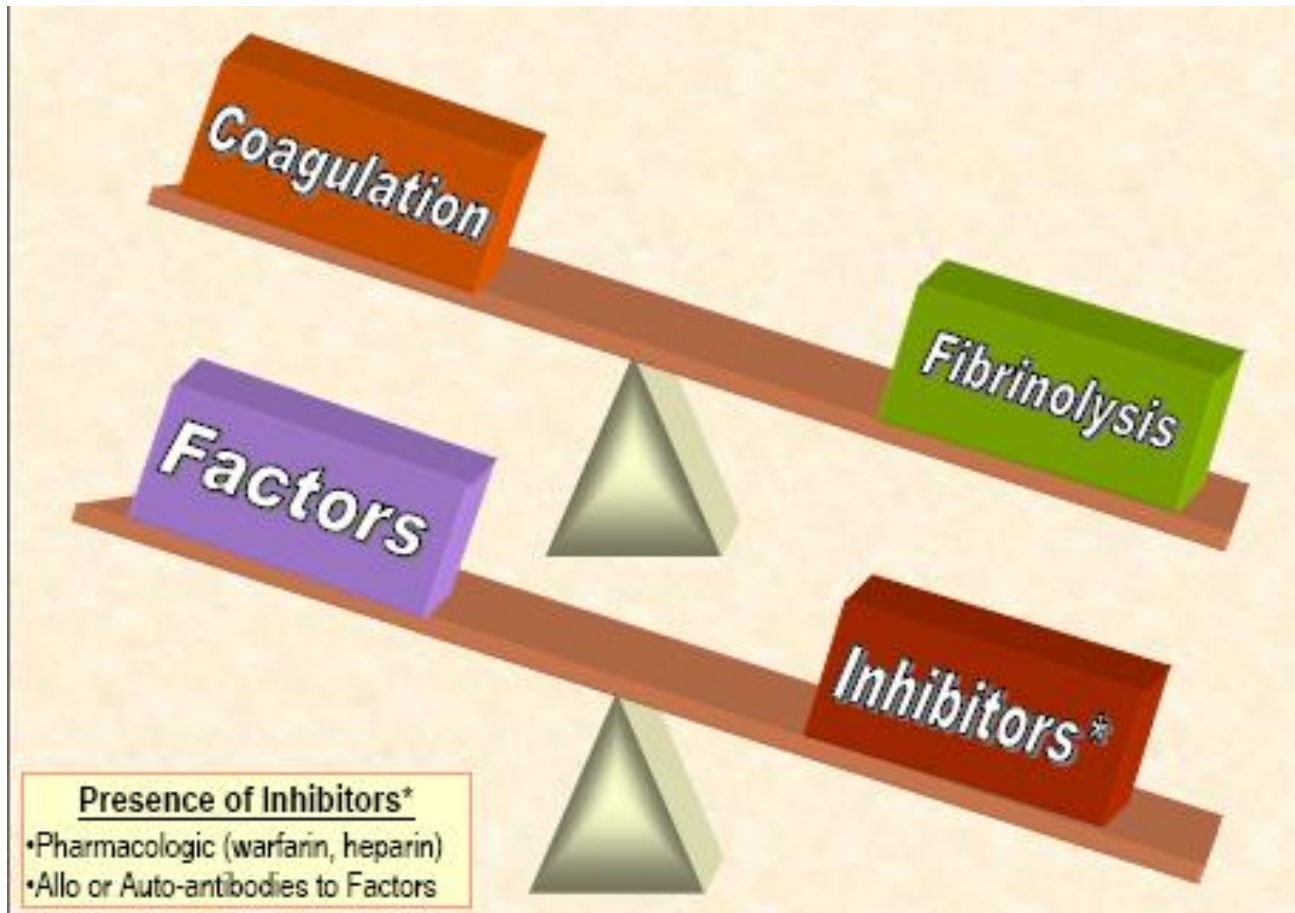 Coagulation
Fibrinolysis
Factors
Inhibitors*
Presence of Inhibitors*
•Pharmacologic (warfarin, heparin)
•Allo or Auto-antibodies to Factors